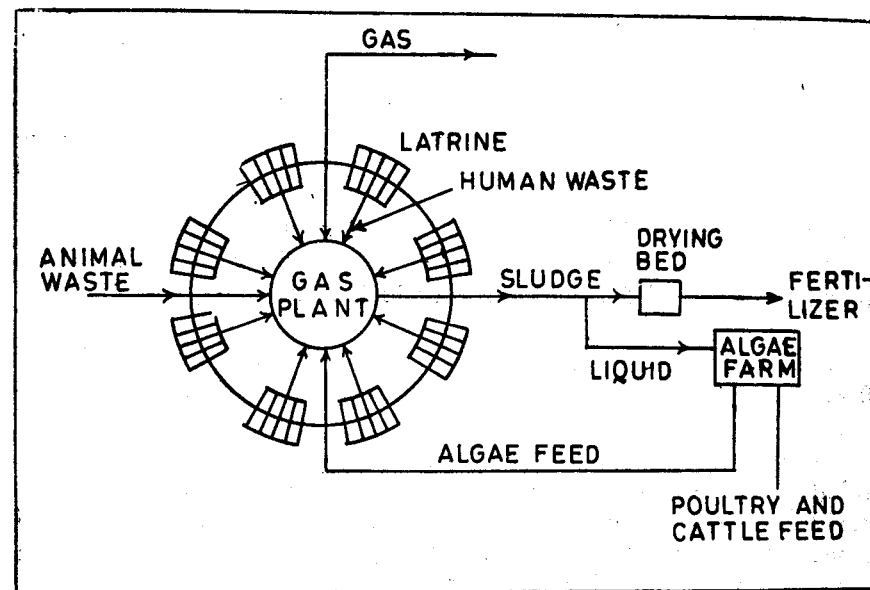 GAS
LATRINE
HUMAN WASTE
ANIMAL
WASTE
GAS
PLANT
SLUDGE
DRYING
BED
FERTI-
LIZER
LIQUID
ALGAE
FARM
ALGAE FEED
POULTRY AND
CATTLE FEED